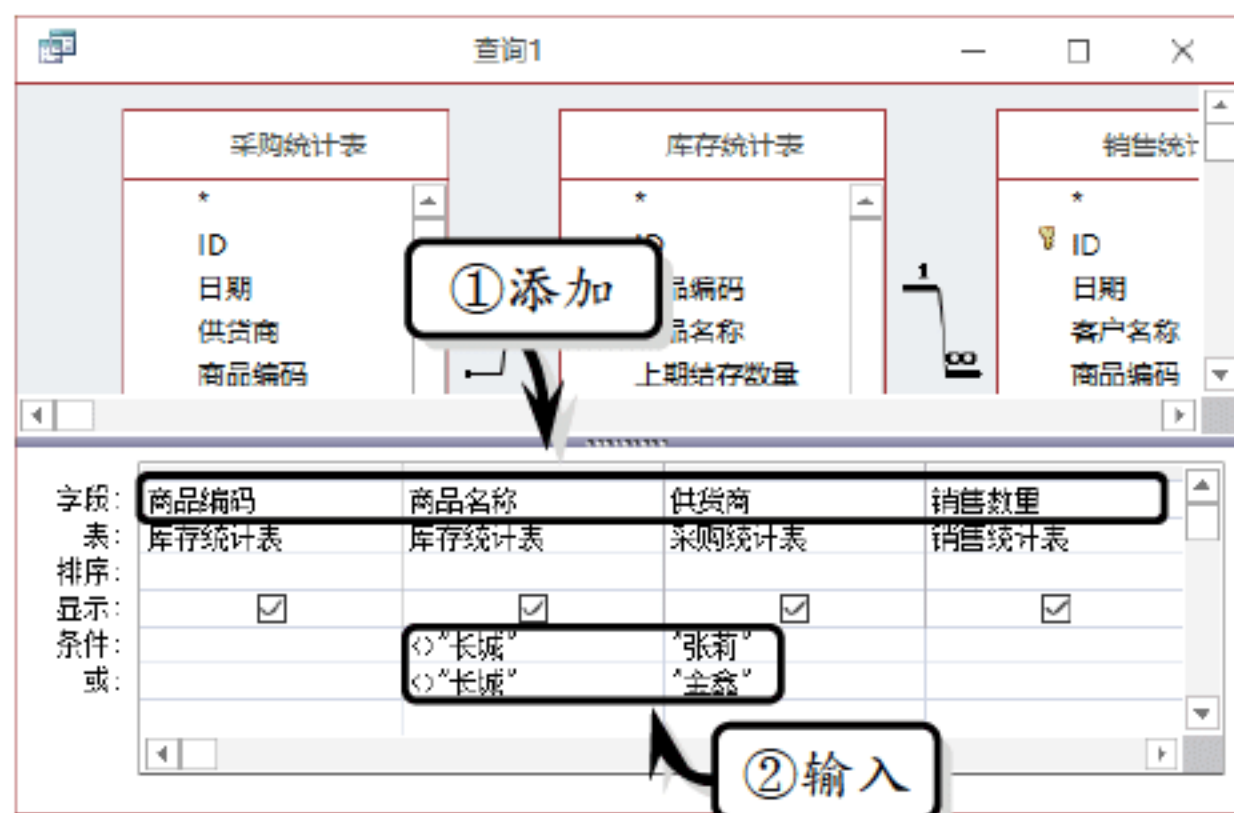 查询1
采购统计表
*
ID
日期
供货商
商品编码
库存统计表
*
ID
品编码
品名称
上期结存数量
1
∞
销售统计
*
ID
日期
客户名称
商品编码
①添加
字段: 商品编码 商品名称 供货商 销售数里
表: 库存统计表 库存统计表 采购统计表 销售统计表
排序:
显示:
条件: <>"长城" "张莉"
或: <>"长城" "金鑫"
②输入